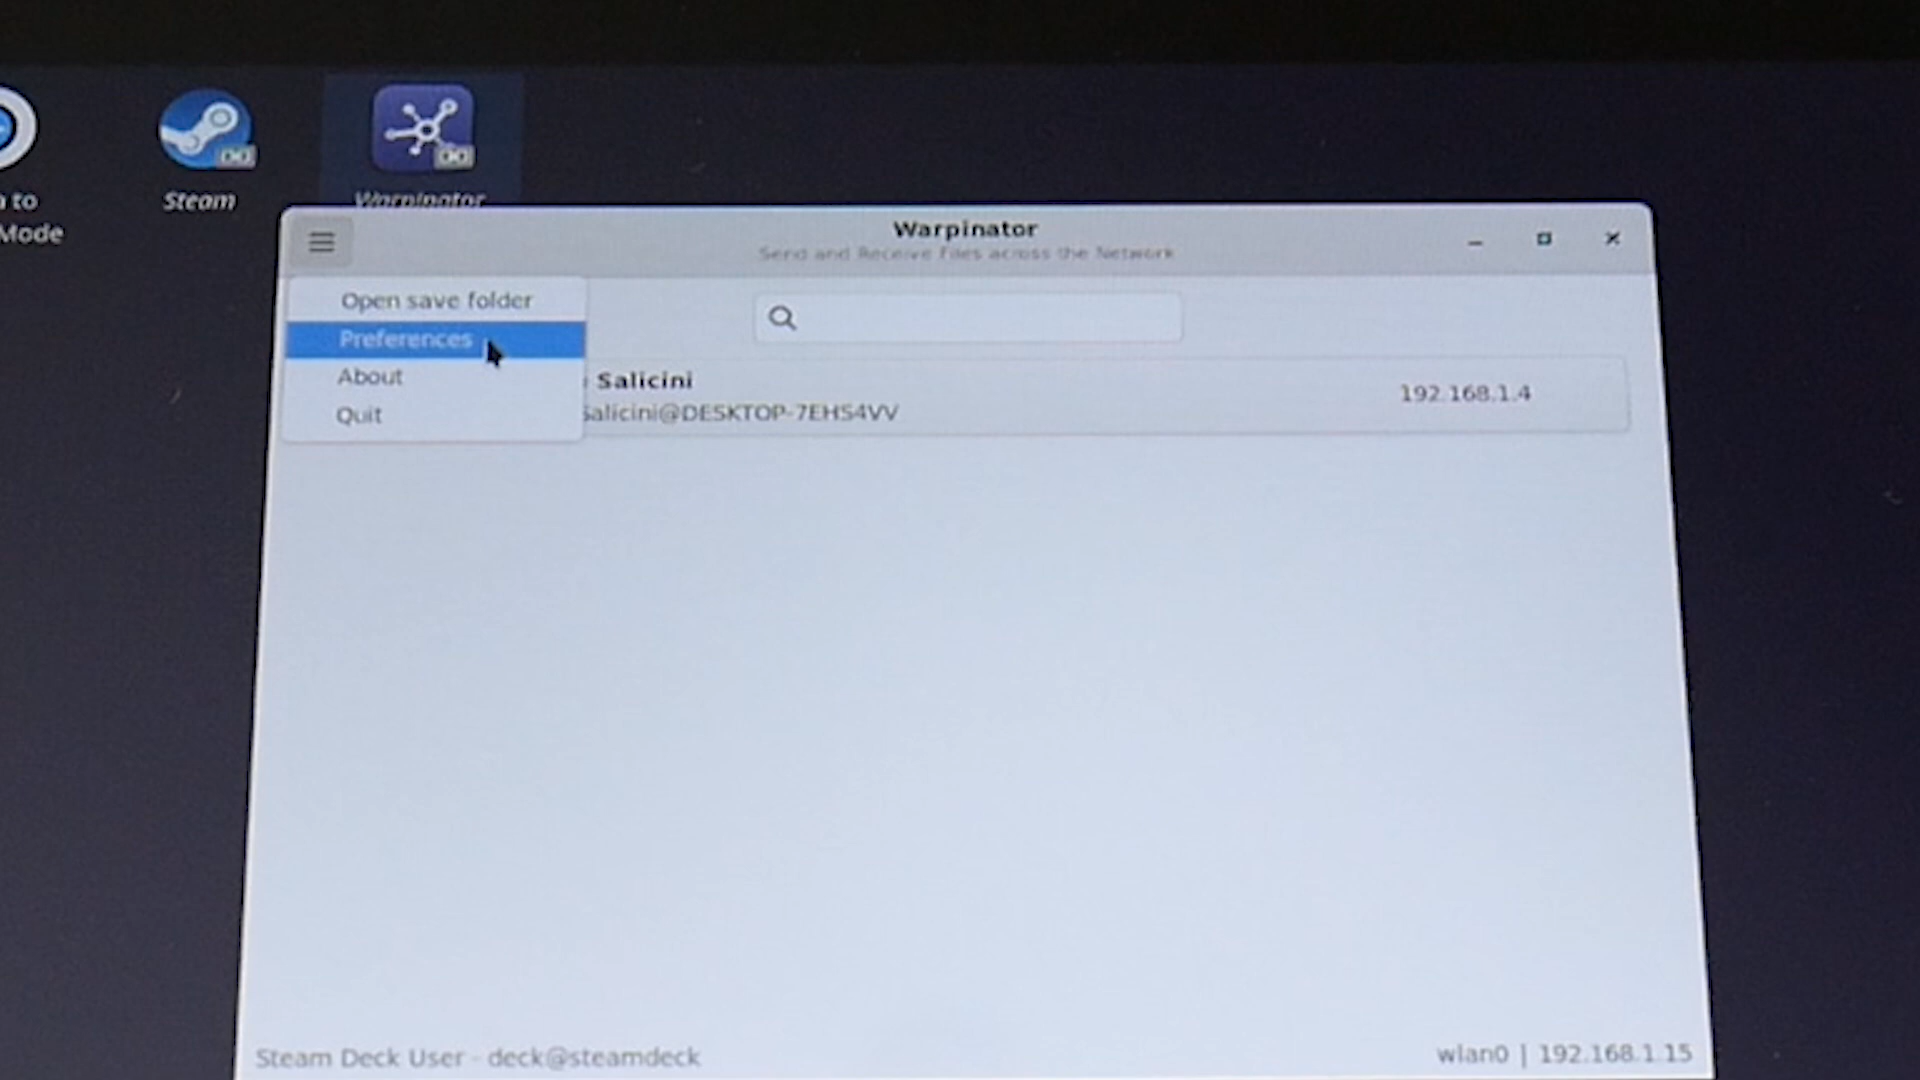 to
Mode
Steam
Warpinator
Warpinator
Send and Receive Files across the Network
Open save folder
Preferences
About
Quit
Salicini
Salicini@DESKTOP-7EHS4VV
192.168.1.4
Steam Deck User - deck@steamdeck
wlan0 | 192.168.1.15